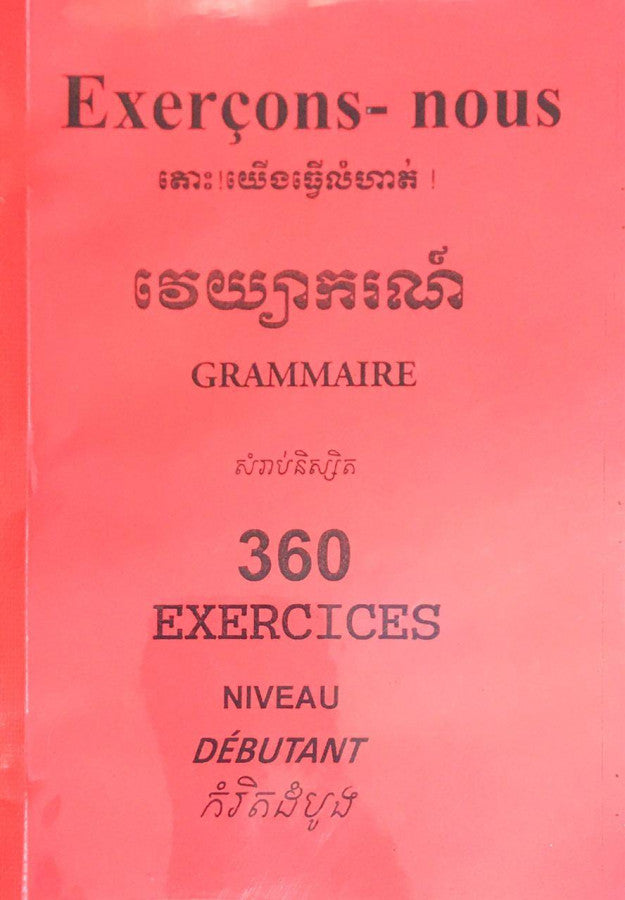 Exerçons- nous
តោះ!យើងធ្វើលំហាត់ !
វេយ្យាករណ៍
GRAMMAIRE
សំរាប់និស្សិត
360
EXERCICES
NIVEAU
DÉBUTANT
កំរិតដំបូង